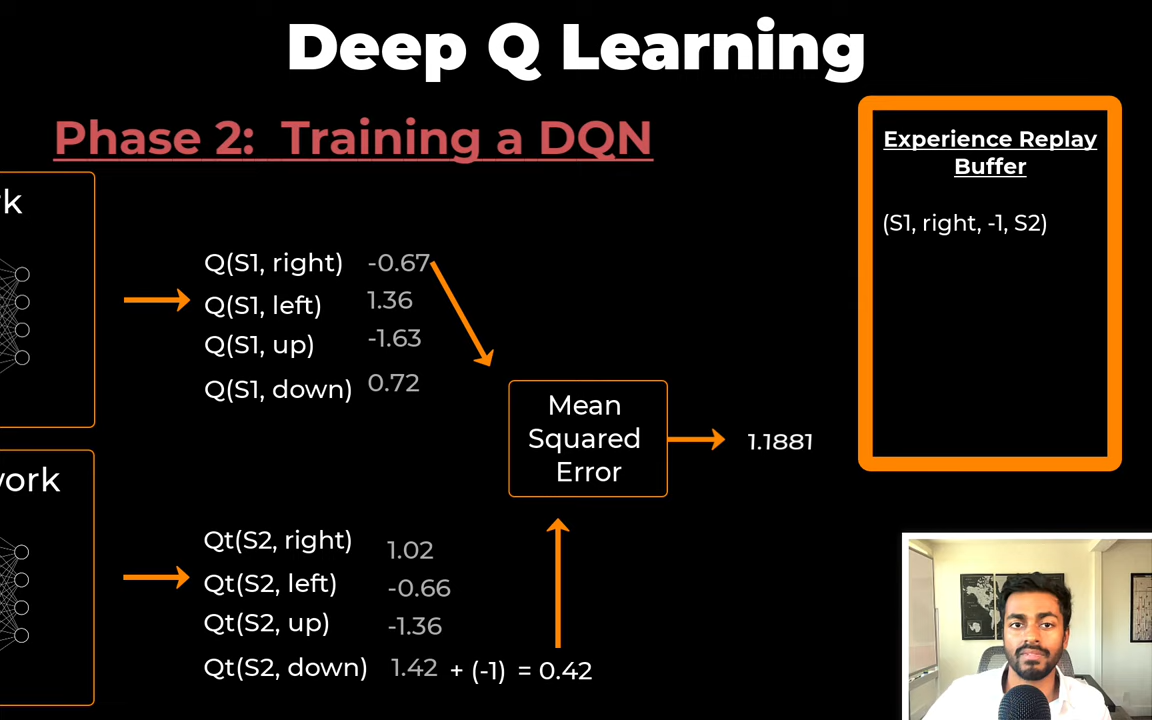 Deep Q Learning
Phase 2: Training a DQN
Experience Replay
Buffer
(S1, right, -1, S2)
rk
Q(S1, right) -0.67
Q(S1, left) 1.36
Q(S1, up) -1.63
Q(S1, down) 0.72
Mean
Squared
Error
1.1881
work
Qt(S2, right) 1.02
Qt(S2, left) -0.66
Qt(S2, up) -1.36
Qt(S2, down) 1.42 + (-1) = 0.42